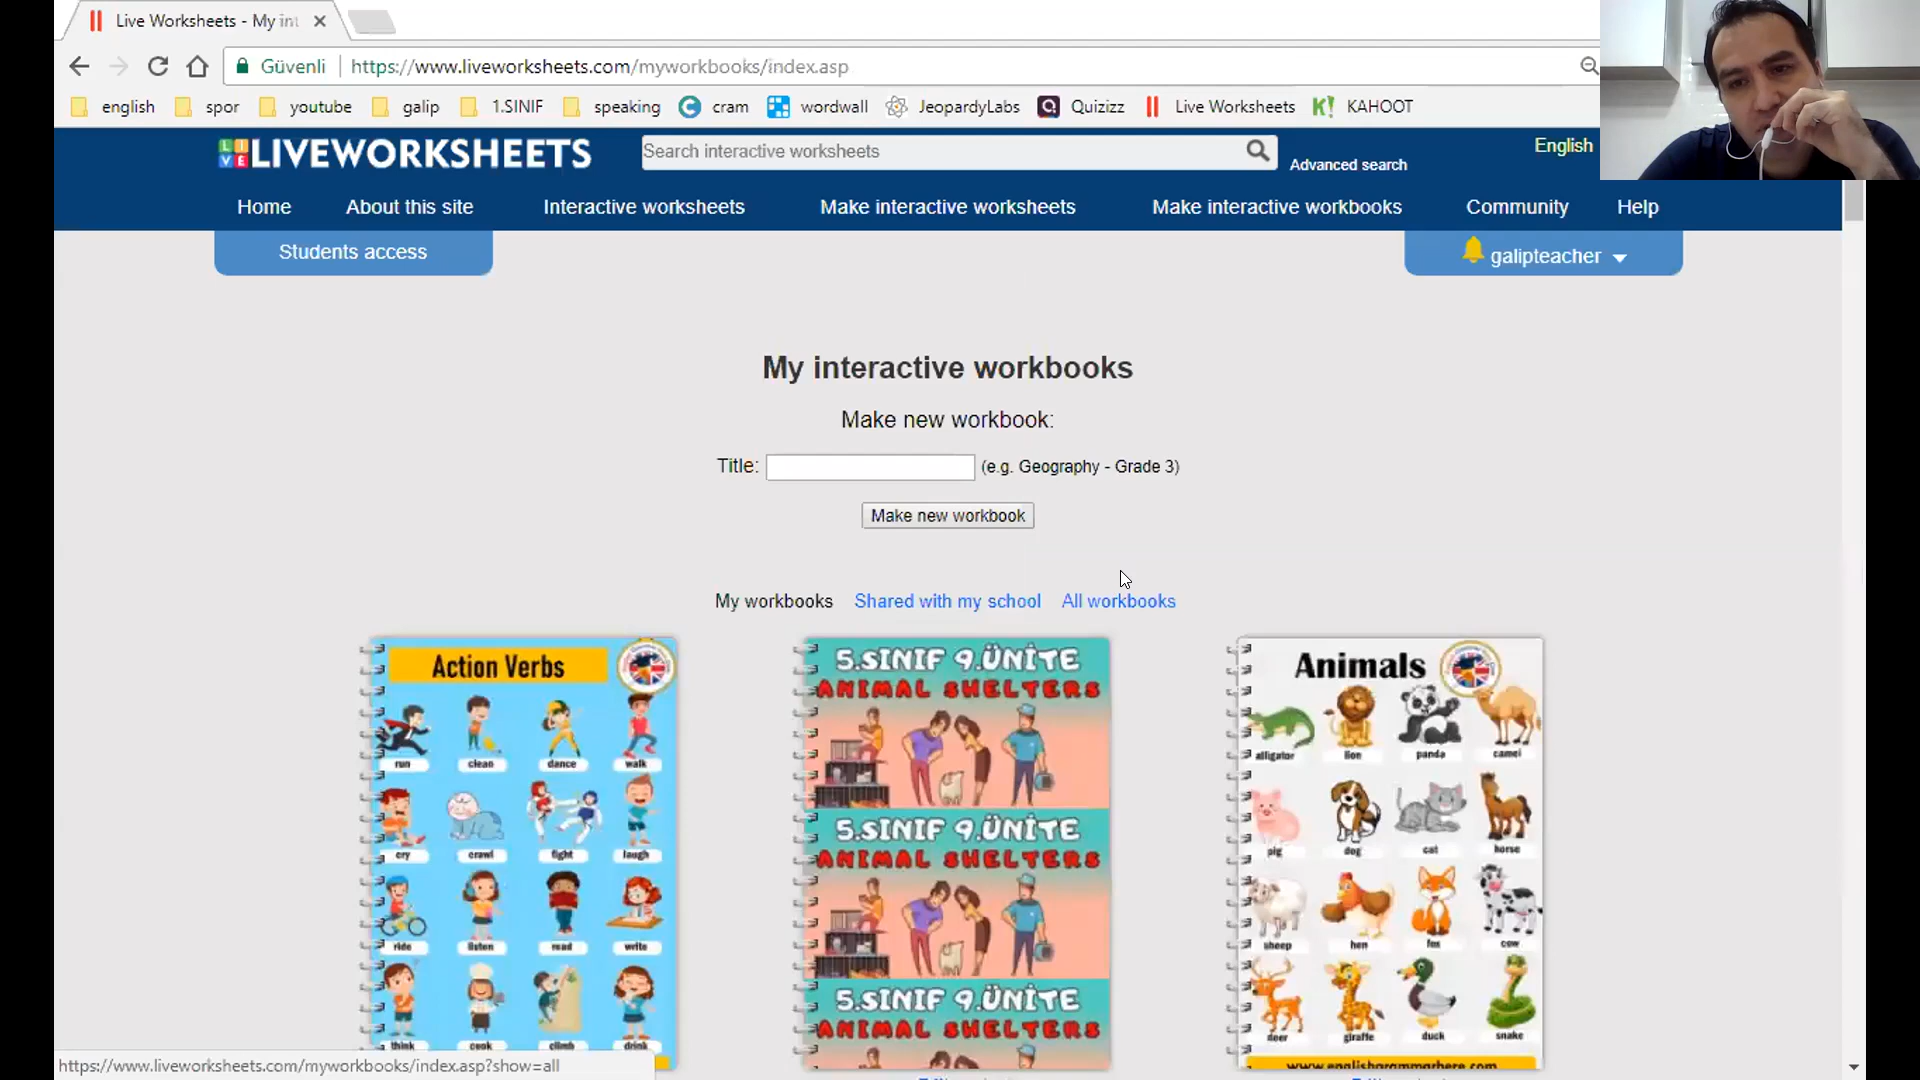 Live Worksheets - My int
Güvenli
https://www.liveworksheets.com/myworkbooks/index.asp
english spor youtube galip 1.SINIF speaking cram wordwall JeopardyLabs Quizizz Live Worksheets KAHOOT
LIVE LIVEWORKSHEETS
Search interactive worksheets
Advanced search
English
Home About this site Interactive worksheets Make interactive worksheets Make interactive workbooks Community Help
Students access
galipteacher
My interactive workbooks
Make new workbook:
Title: (e.g. Geography - Grade 3)
Make new workbook
My workbooks Shared with my school All workbooks
Action Verbs
run clean dance walk
cry crawl fight laugh
ride listen read write
think cook climb drink
5.SINIF 9.ÜNİTE
ANIMAL SHELTERS
5.SINIF 9.ÜNİTE
ANIMAL SHELTERS
5.SINIF 9.ÜNİTE
ANIMAL SHELTERS
Animals
alligator lion panda camel
pig dog cat horse
sheep hen fox cow
deer giraffe duck snake
www.englishgrammarhere.com
https://www.liveworksheets.com/myworkbooks/index.asp?show=all